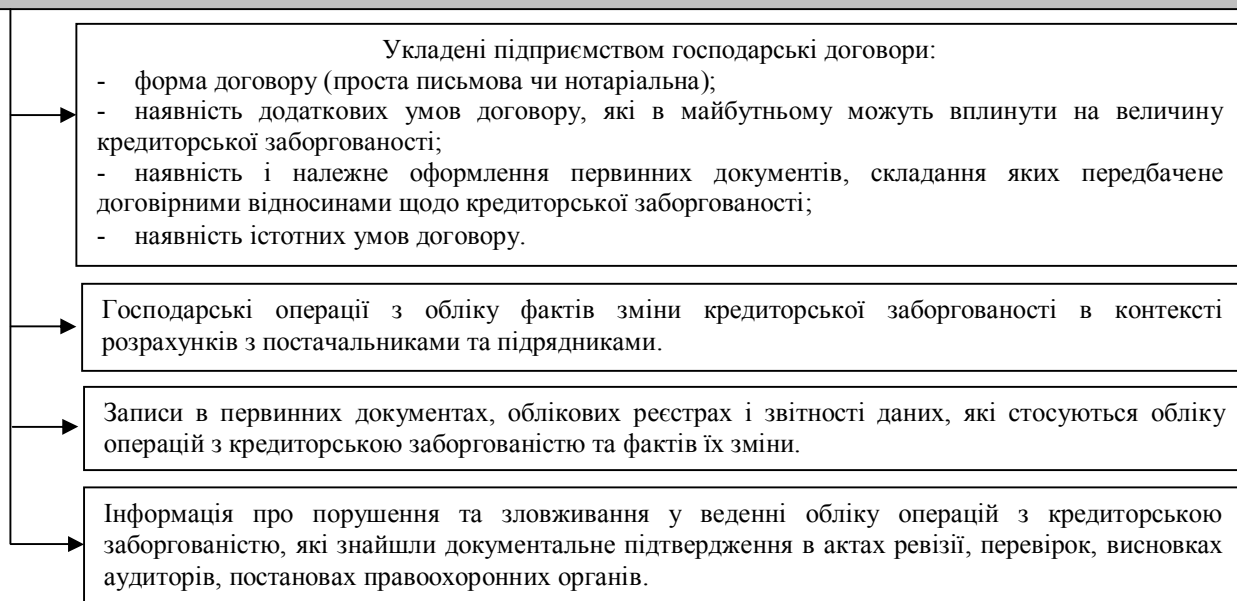 Укладені підприємством господарські договори:
- форма договору (проста письмова чи нотаріальна);
- наявність додаткових умов договору, які в майбутньому можуть вплинути на величину
кредиторської заборгованості;
- наявність і належне оформлення первинних документів, складання яких передбачене
договірними відносинами щодо кредиторської заборгованості;
- наявність істотних умов договору.
Господарські операції з обліку фактів зміни кредиторської заборгованості в контексті
розрахунків з постачальниками та підрядниками.
Записи в первинних документах, облікових реєстрах і звітності даних, які стосуються обліку
операцій з кредиторською заборгованістю та фактів їх зміни.
Інформація про порушення та зловживання у веденні обліку операцій з кредиторською
заборгованістю, які знайшли документальне підтвердження в актах ревізії, перевірок, висновках
аудиторів, постановах правоохоронних органів.